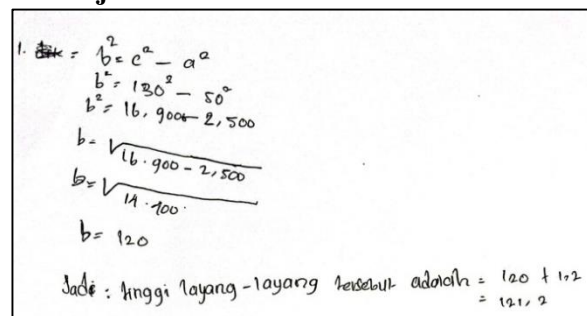 1. = b² = c² - a²
b² = 130² - 50²
b² = 16,900 - 2,500
b = √16.900 - 2,500
b = √14.400.
b = 120
Jadi : tinggi layang-layang tersebut adalah = 120 + 1,2
= 121,2